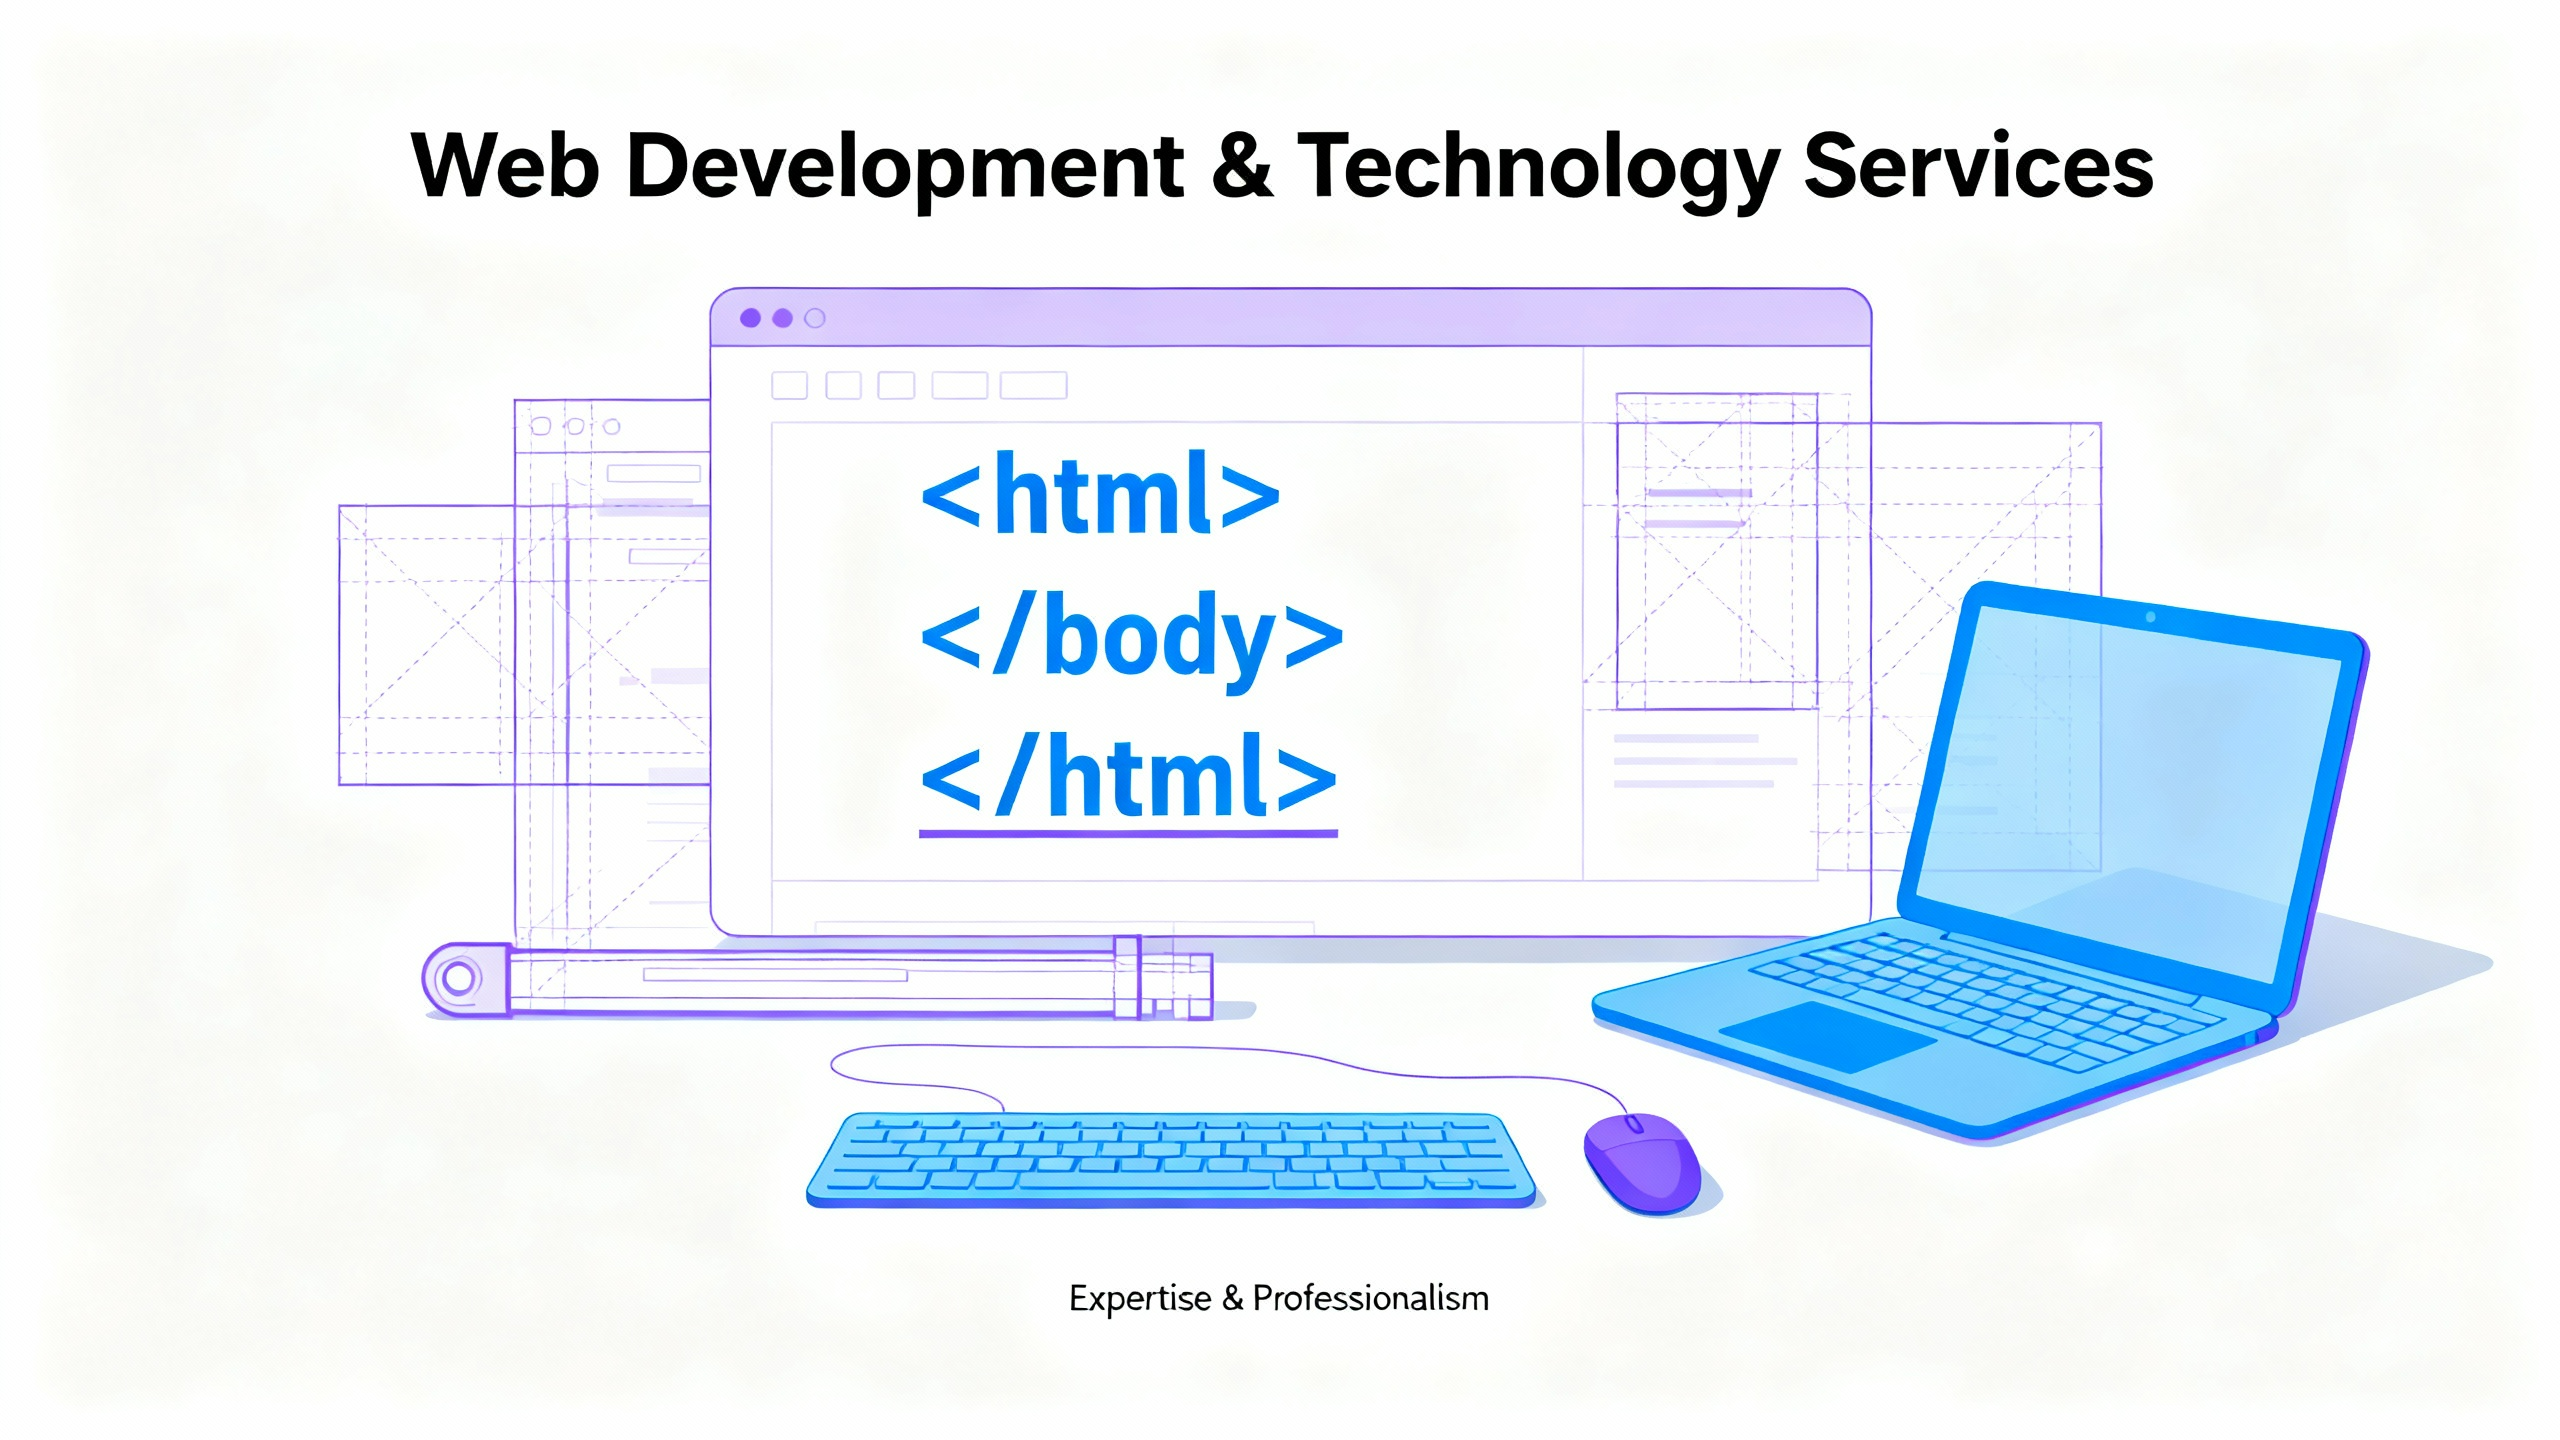 Web Development & Technology Services
<html>
</body>
</html>
Expertise & Professionalism